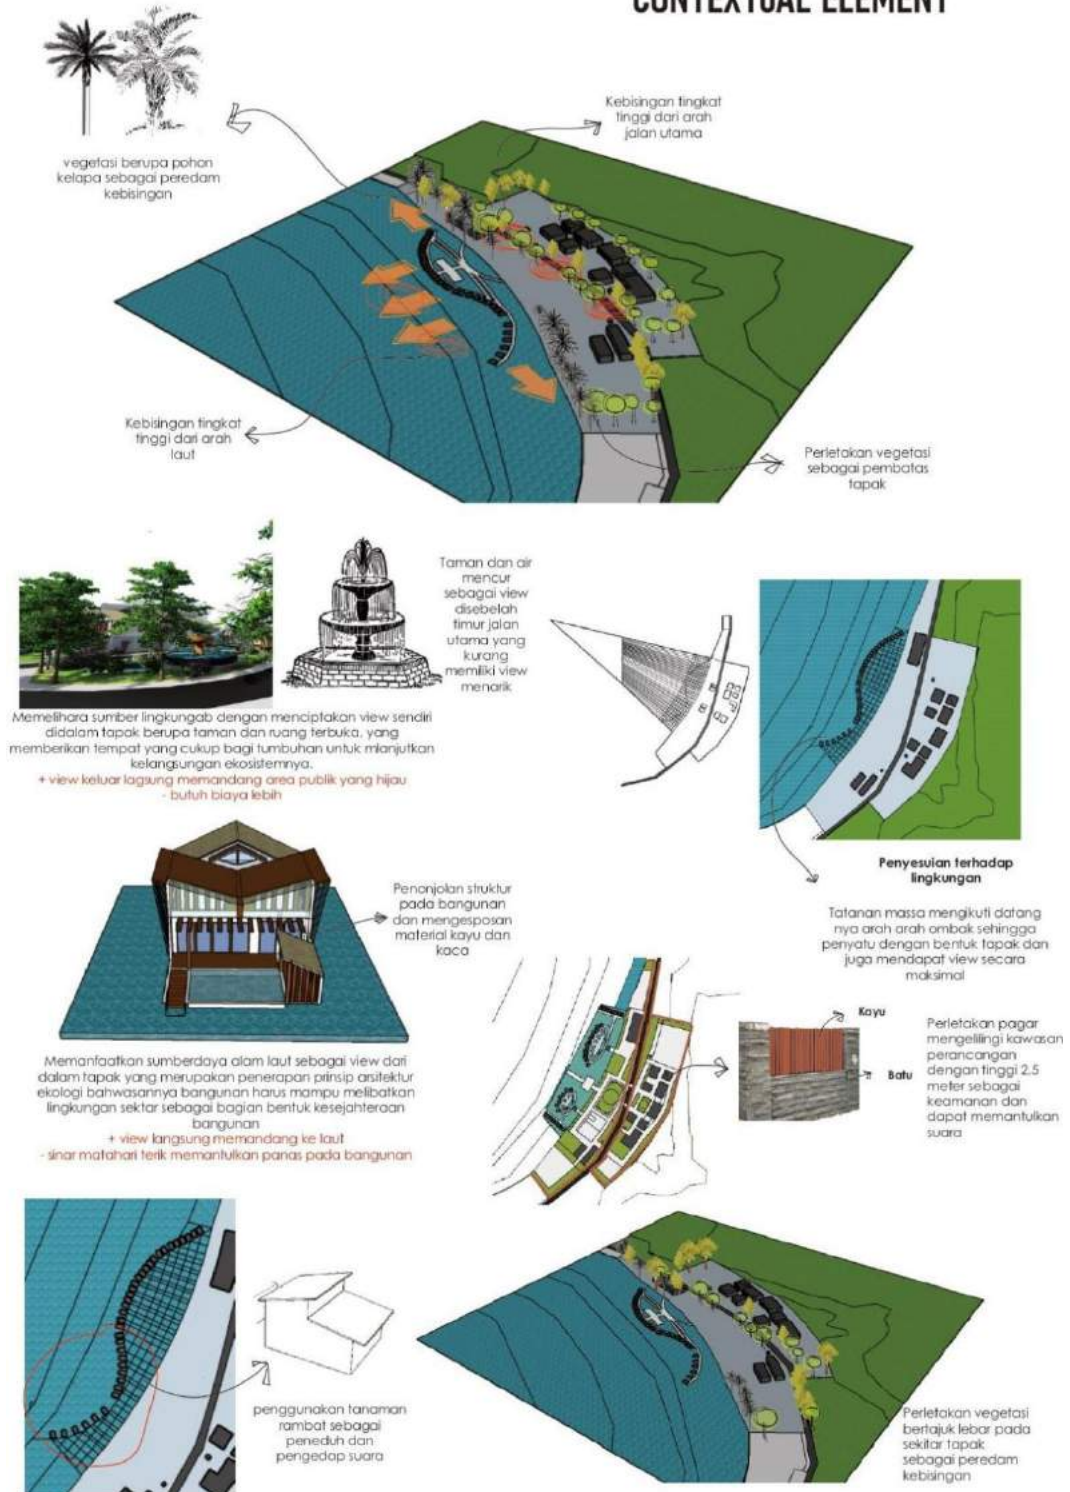 CONTEXTUAL ELEMENT
Kebisingan tingkat
tinggi dari arah
jalan utama
vegetasi berupa pohon
kelapa sebagai peredam
kebisingan
Kebisingan tingkat
tinggi dari arah
laut
Perletakan vegetasi
sebagai pembatas
tapak
Taman dan air
mencur
sebagai view
disebelah
timur jalan
utama yang
kurang
memiliki view
menarik
Memelihara sumber lingkungab dengan menciptakan view sendiri
didalam tapak berupa taman dan ruang terbuka, yang
memberikan tempat yang cukup bagi tumbuhan untuk mlanjutkan
kelangsungan ekosistemnya.
+ view keluar lagsung memandang area publik yang hijau
- butuh biaya lebih
Penyesuian terhadap
lingkungan
Tatanan massa mengikuti datang
nya arah arah ombak sehingga
penyatu dengan bentuk tapak dan
juga mendapat view secara
maksimal
Penonjolan struktur
pada bangunan
dan mengesposan
material kayu dan
kaca
Kayu
Batu
Perletakan pagar
mengelilingi kawasan
perancangan
dengan tinggi 2,5
meter sebagai
keamanan dan
dapat memantulkan
suara
Memanfaatkan sumberdaya alam laut sebagai view dari
dalam tapak yang merupakan penerapan prinsip arsitektur
ekologi bahwasannya bangunan harus mampu melibatkan
lingkungan sektar sebagai bagian bentuk kesejahteraan
bangunan
+ view langsung memandang ke laut
- sinar matahari terik memantulkan panas pada bangunan
penggunakan tanaman
rambat sebagai
peneduh dan
pengedap suara
Perletakan vegetasi
bertajuk lebar pada
sekitar tapak
sebagai peredam
kebisingan